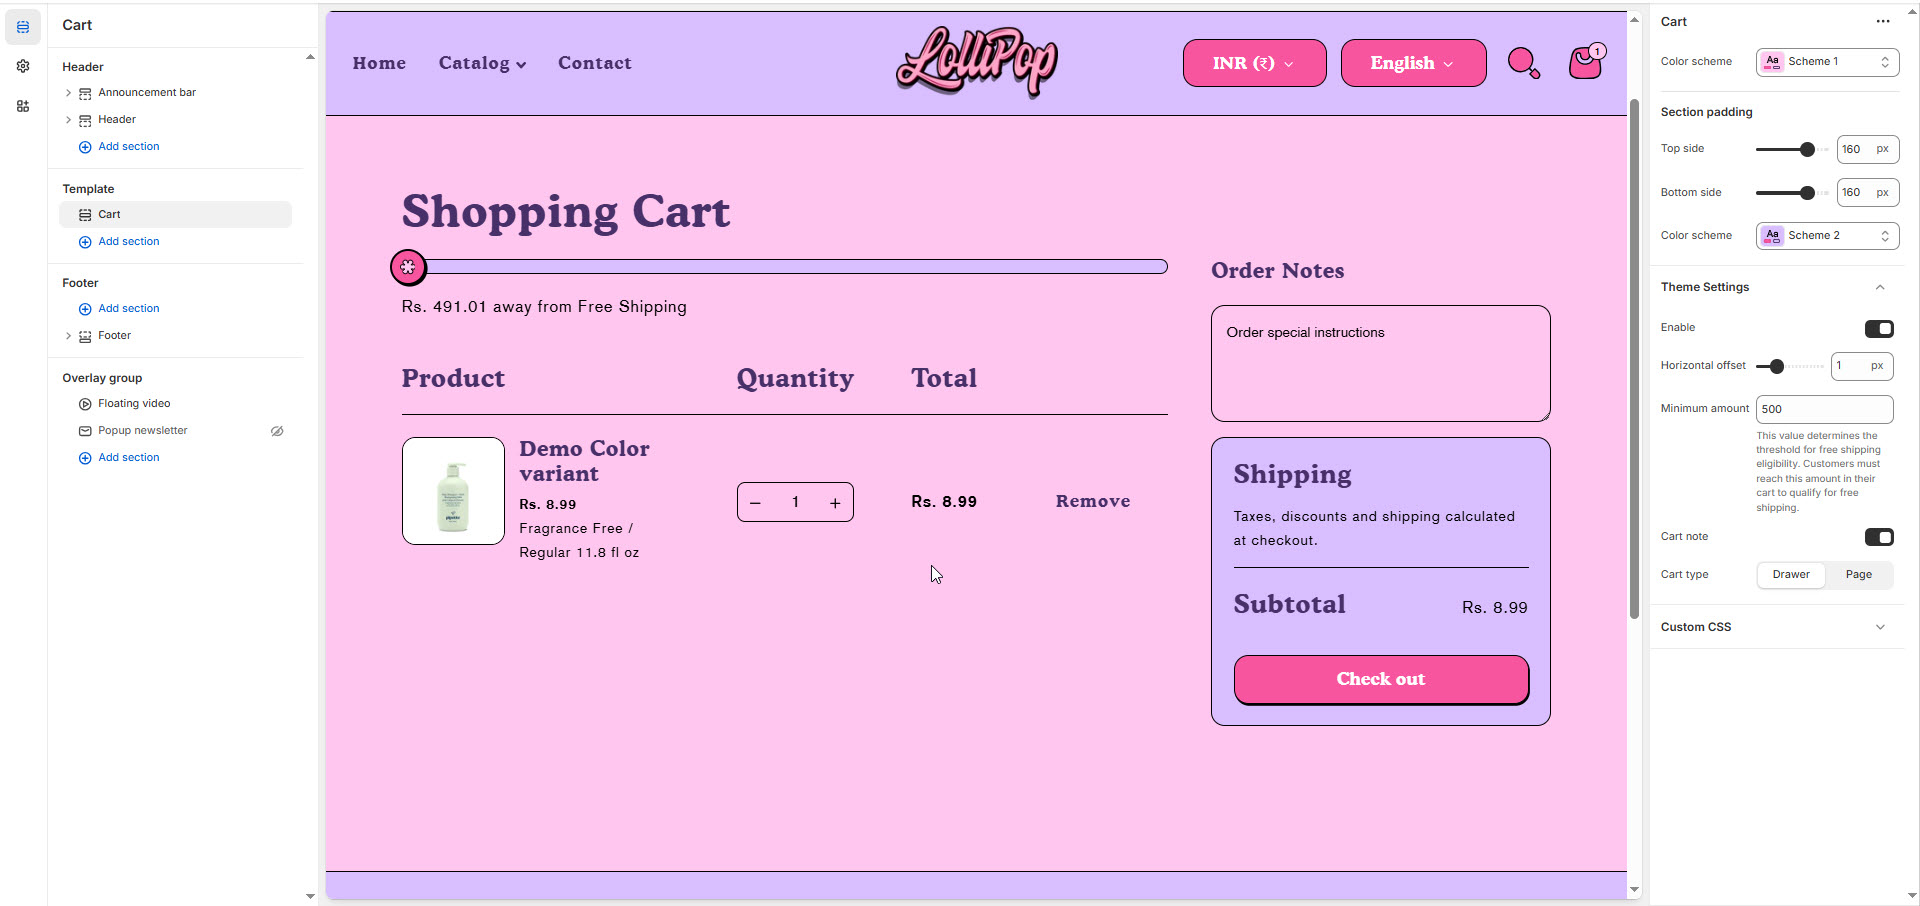 Cart
Header
Announcement bar
Header
Add section
Template
Cart
Add section
Footer
Add section
Footer
Overlay group
Floating video
Popup newsletter
Add section
Home
Catalog
Contact
LolliPop
INR (₹)
English
1
Shopping Cart
Rs. 491.01 away from Free Shipping
Product
Quantity
Total
Demo Color
variant
Rs. 8.99
Fragrance Free /
Regular 11.8 fl oz
− 1 +
Rs. 8.99
Remove
Order Notes
Order special instructions
Shipping
Taxes, discounts and shipping calculated
at checkout.
Subtotal
Rs. 8.99
Check out
Cart
Color scheme
Aa
Scheme 1
Section padding
Top side
160
px
Bottom side
160
px
Color scheme
Aa
Scheme 2
Theme Settings
Enable
Horizontal offset
1
px
Minimum amount
500
This value determines the
threshold for free shipping
eligibility. Customers must
reach this amount in their
cart to qualify for free
shipping.
Cart note
Cart type
Drawer
Page
Custom CSS